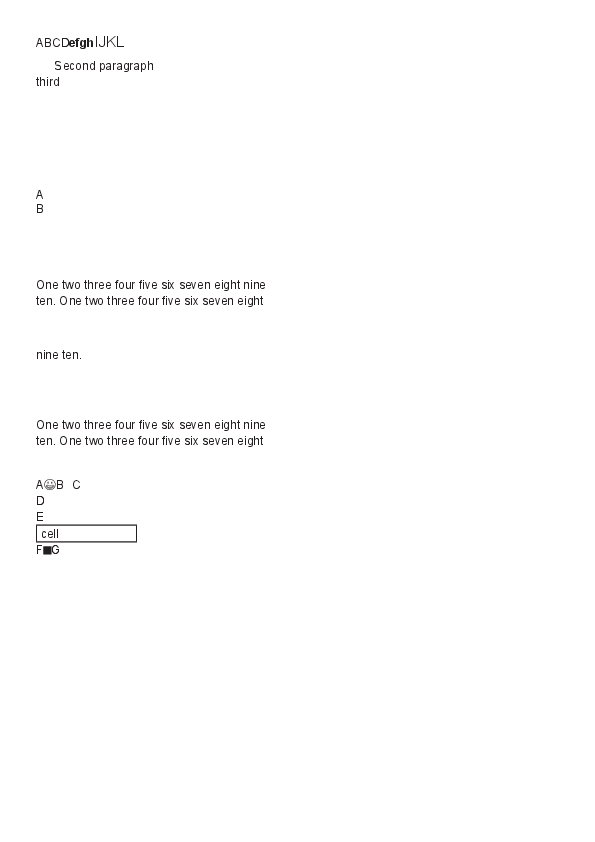 ABCDefghIJKL
Second paragraph
third
A
B
One two three four five six seven eight nine
ten. One two three four five six seven eight
nine ten.
One two three four five six seven eight nine
ten. One two three four five six seven eight
A😀B C
D
E
cell
F■G